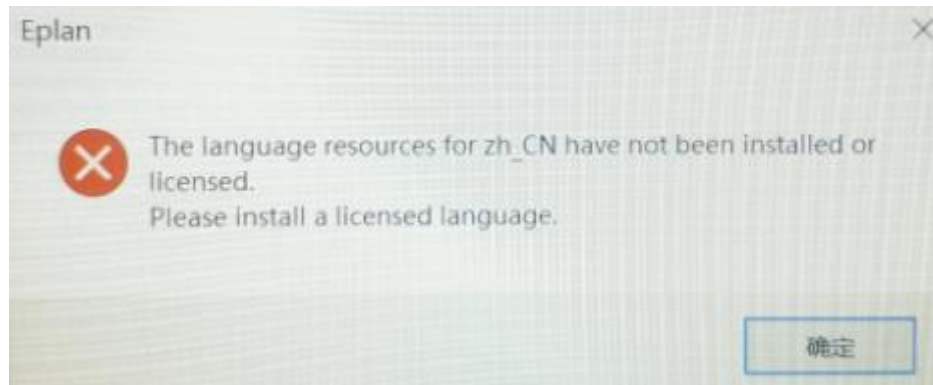 Eplan
The language resources for zh_CN have not been installed or
licensed.
Please install a licensed language.
确定